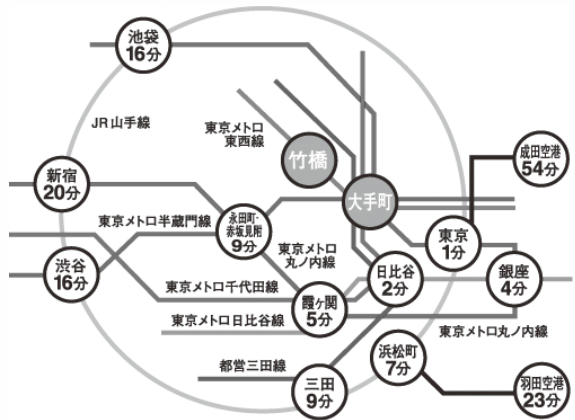 池袋
16分
JR山手線
東京メトロ
東西線
竹橋
成田空港
54分
新宿
20分
大手町
東京メトロ半蔵門線
永田町・
赤坂見附
9分
東京メトロ
丸ノ内線
東京
1分
渋谷
16分
東京メトロ千代田線
日比谷
2分
銀座
4分
霞ヶ関
5分
東京メトロ日比谷線
東京メトロ丸ノ内線
都営三田線
浜松町
7分
三田
9分
羽田空港
23分